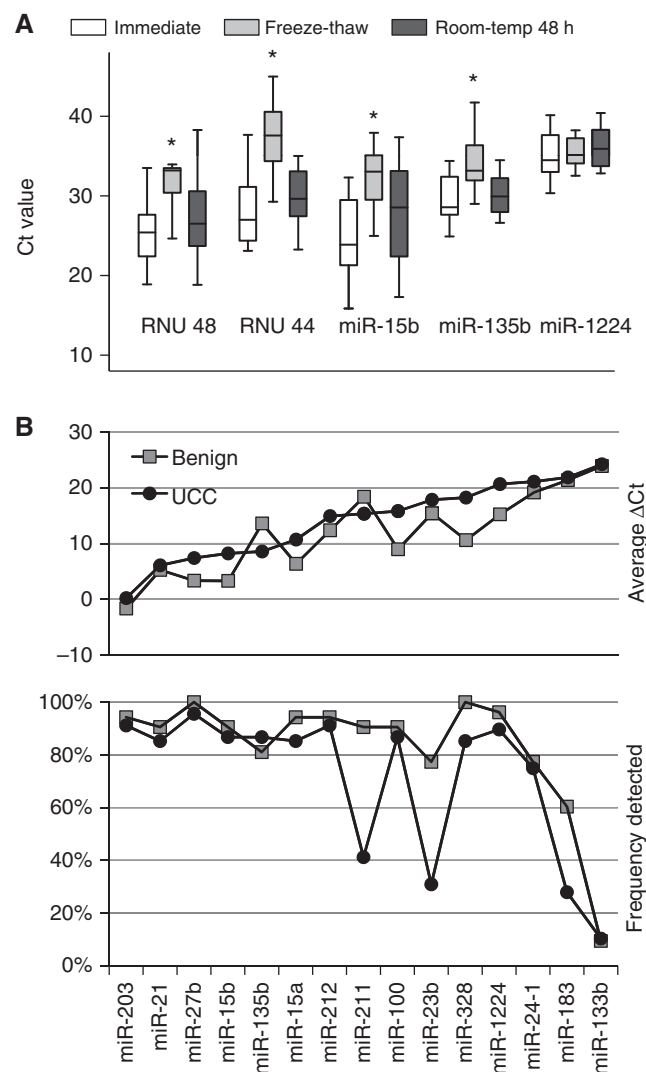 A
Immediate Freeze-thaw Room-temp 48 h
* * * *
40
30
20
10
Ct value
RNU 48 RNU 44 miR-15b miR-135b miR-1224
B
30
20
10
0
–10
Benign
UCC
Average ΔCt
100%
80%
60%
40%
20%
0%
Frequency detected
miR-203
miR-21
miR-27b
miR-15b
miR-135b
miR-15a
miR-212
miR-211
miR-100
miR-23b
miR-328
miR-1224
miR-24-1
miR-183
miR-133b